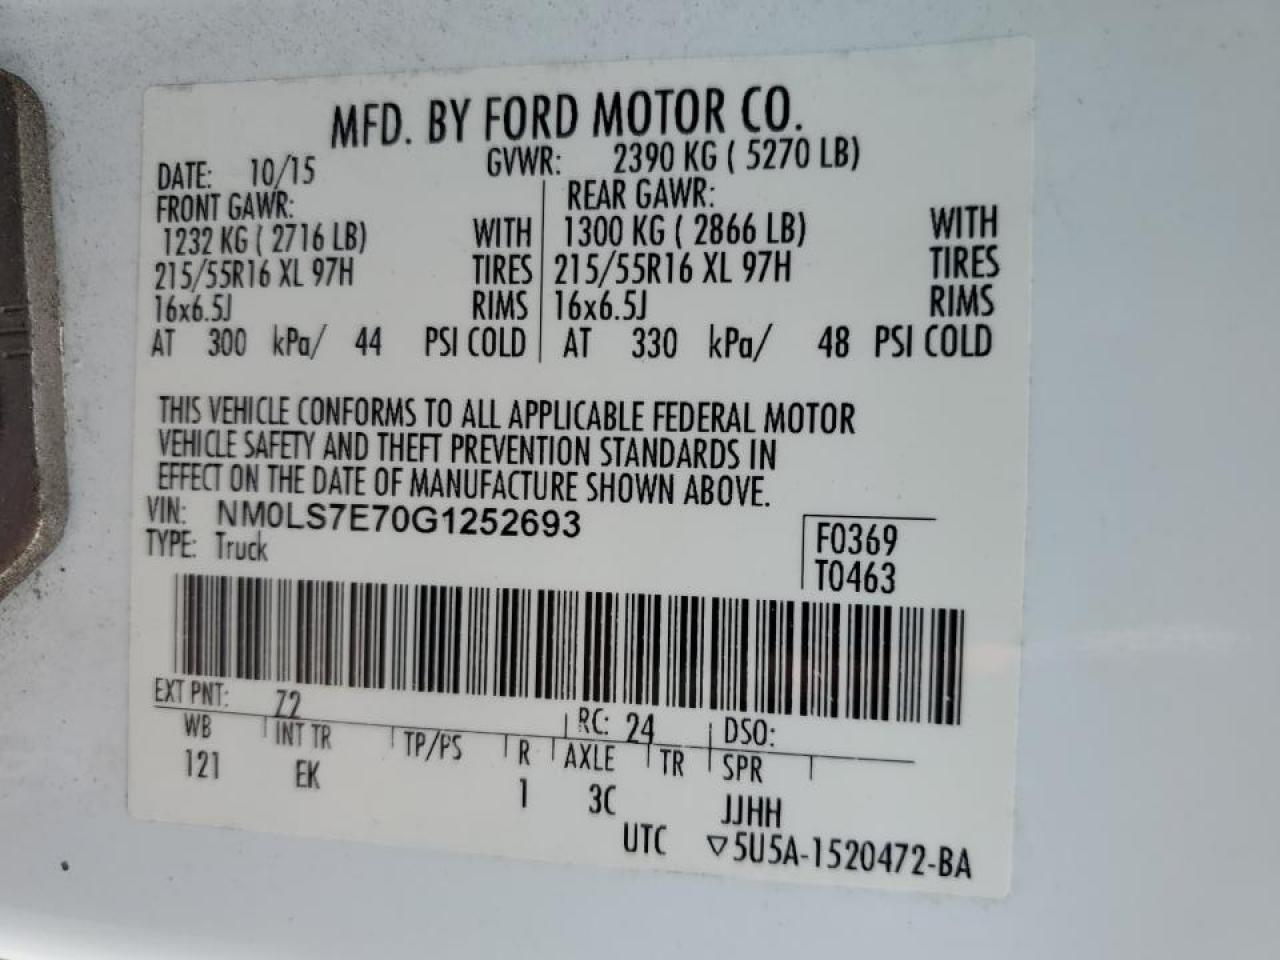 MFD. BY FORD MOTOR CO.
DATE: 10/15 GVWR: 2390 KG ( 5270 LB)
FRONT GAWR: REAR GAWR:
1232 KG ( 2716 LB) WITH 1300 KG ( 2866 LB) WITH
215/55R16 XL 97H TIRES 215/55R16 XL 97H TIRES
16x6.5J RIMS 16x6.5J RIMS
AT 300 kPa/ 44 PSI COLD AT 330 kPa/ 48 PSI COLD
THIS VEHICLE CONFORMS TO ALL APPLICABLE FEDERAL MOTOR
VEHICLE SAFETY AND THEFT PREVENTION STANDARDS IN
EFFECT ON THE DATE OF MANUFACTURE SHOWN ABOVE.
VIN: NM0LS7E70G1252693
TYPE: Truck
F0369
T0463
EXT PNT: Z2 RC: 24 DSO:
WB INT TR TP/PS R AXLE TR SPR
121 EK 1 3C JJHH
UTC ▽5U5A-1520472-BA